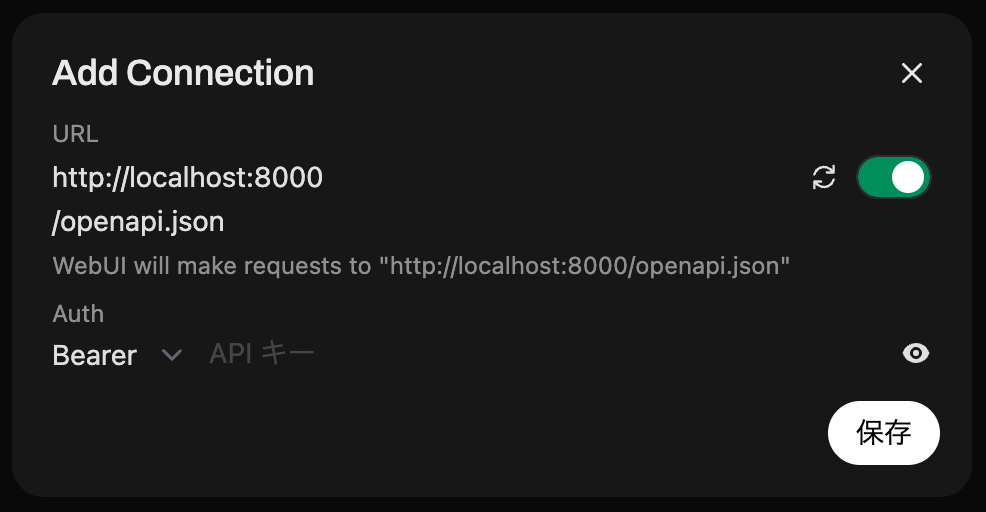 Add Connection
URL
http://localhost:8000
/openapi.json
WebUI will make requests to "http://localhost:8000/openapi.json"
Auth
Bearer API キー
保存